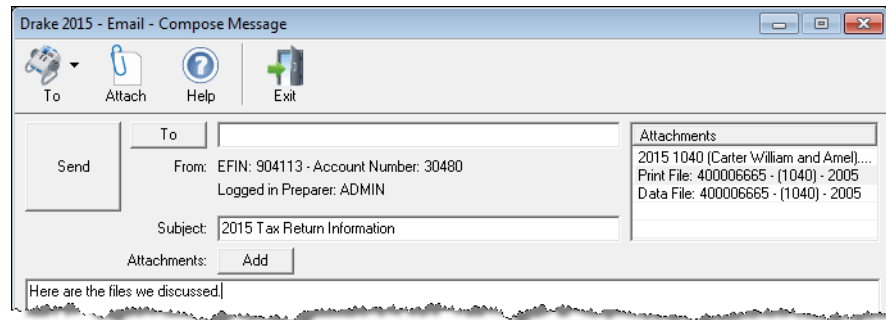 Drake 2015 - Email - Compose Message
To Attach Help Exit
To
Send
From: EFIN: 904113 - Account Number: 30480
Logged in Preparer: ADMIN
Subject: 2015 Tax Return Information
Attachments: Add
Attachments
2015 1040 (Carter William and Amel)....
Print File: 400006665 - (1040) - 2005
Data File: 400006665 - (1040) - 2005
Here are the files we discussed.